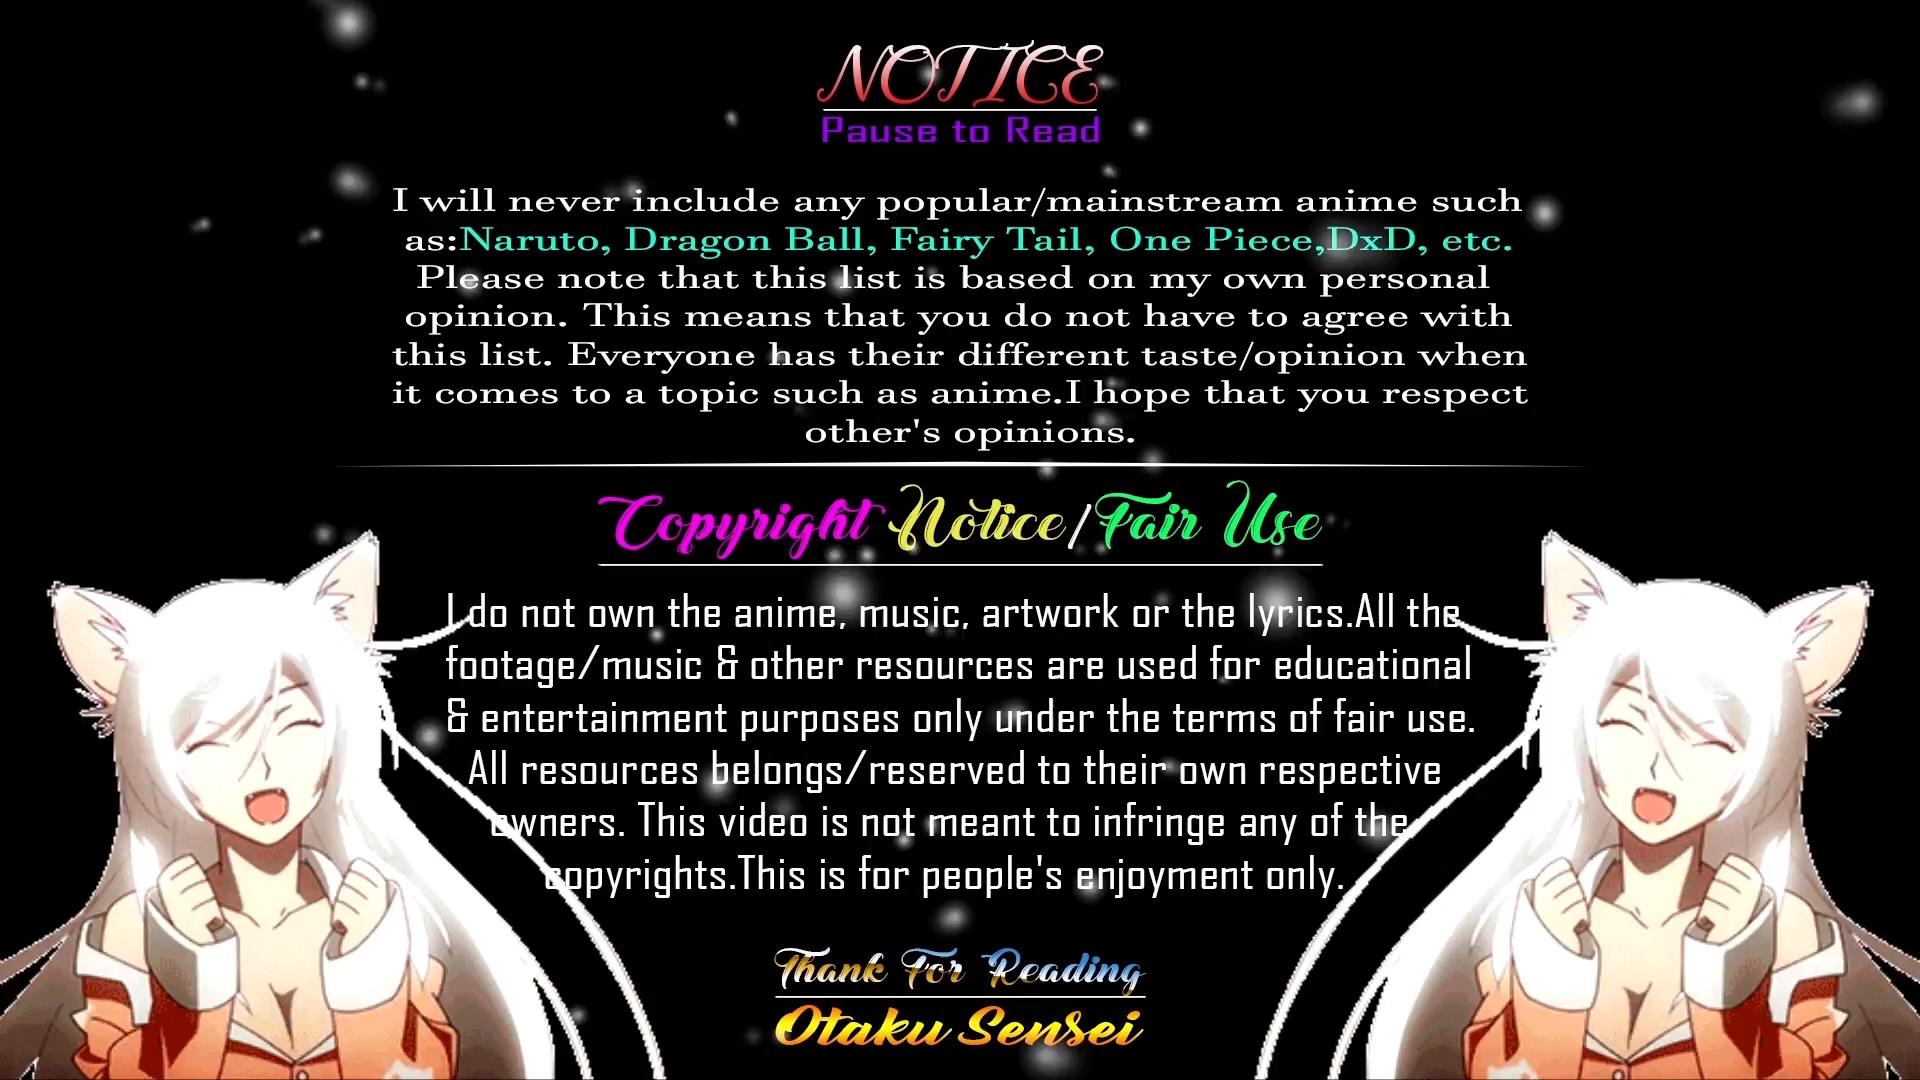 NOTICE
Pause to Read
I will never include any popular/mainstream anime such
as:Naruto, Dragon Ball, Fairy Tail, One Piece,DxD, etc.
Please note that this list is based on my own personal
opinion. This means that you do not have to agree with
this list. Everyone has their different taste/opinion when
it comes to a topic such as anime.I hope that you respect
other's opinions.
Copyright Notice/Fair Use
I do not own the anime, music, artwork or the lyrics.All the
footage/music & other resources are used for educational
& entertainment purposes only under the terms of fair use.
All resources belongs/reserved to their own respective
owners. This video is not meant to infringe any of the
copyrights.This is for people's enjoyment only.
Thank For Reading
Otaku Sensei